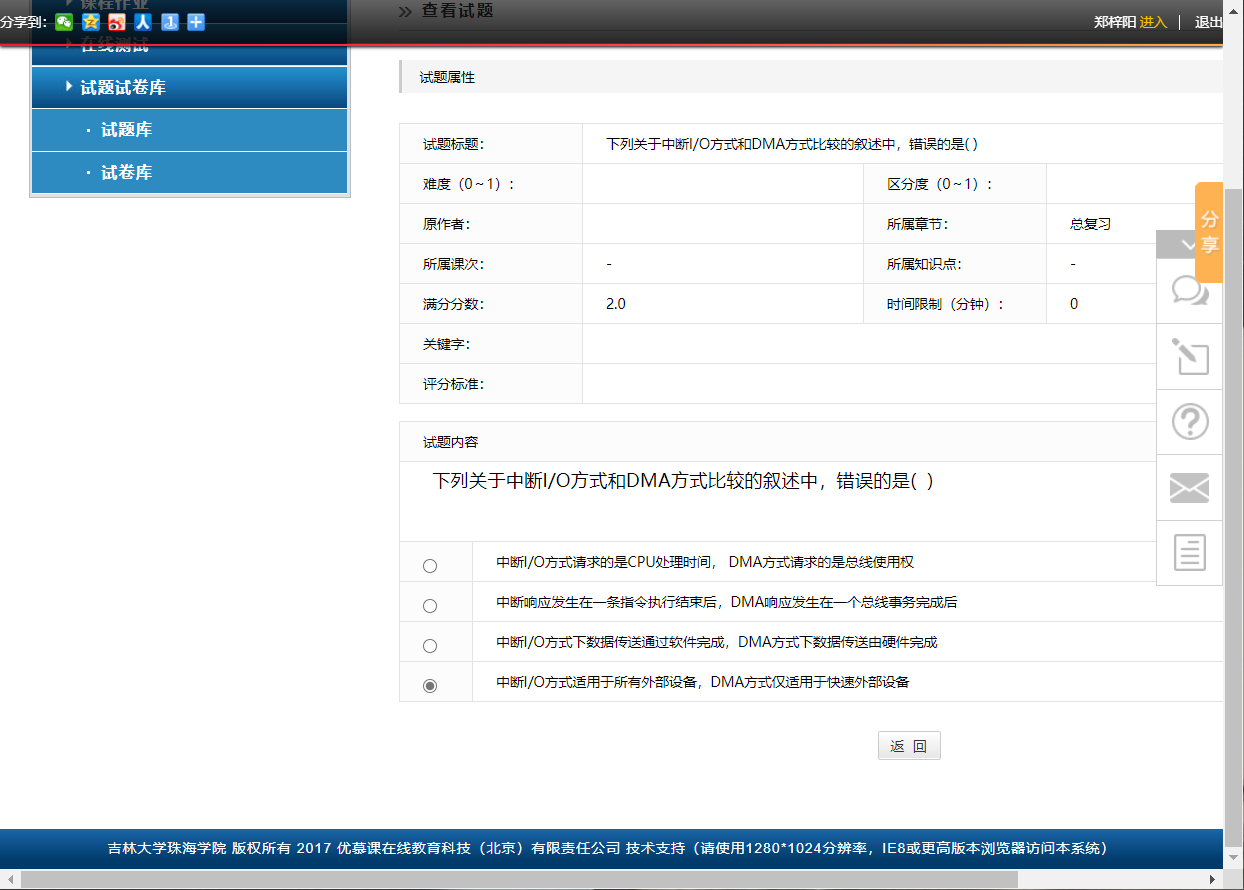 课程作业
分享到:
郑梓阳 进入 | 退出
查看试题
在线测试
试题试卷库
· 试题库
· 试卷库
试题属性
试题标题: 下列关于中断I/O方式和DMA方式比较的叙述中，错误的是( )
难度（0～1）: 区分度（0～1）:
原作者: 所属章节: 总复习
所属课次: - 所属知识点: -
满分分数: 2.0 时间限制（分钟）: 0
关键字:
评分标准:
分享
试题内容
下列关于中断I/O方式和DMA方式比较的叙述中，错误的是( )
中断I/O方式请求的是CPU处理时间， DMA方式请求的是总线使用权
中断响应发生在一条指令执行结束后，DMA响应发生在一个总线事务完成后
中断I/O方式下数据传送通过软件完成，DMA方式下数据传送由硬件完成
中断I/O方式适用于所有外部设备，DMA方式仅适用于快速外部设备
返 回
吉林大学珠海学院 版权所有 2017 优慕课在线教育科技（北京）有限责任公司 技术支持（请使用1280*1024分辨率，IE8或更高版本浏览器访问本系统）